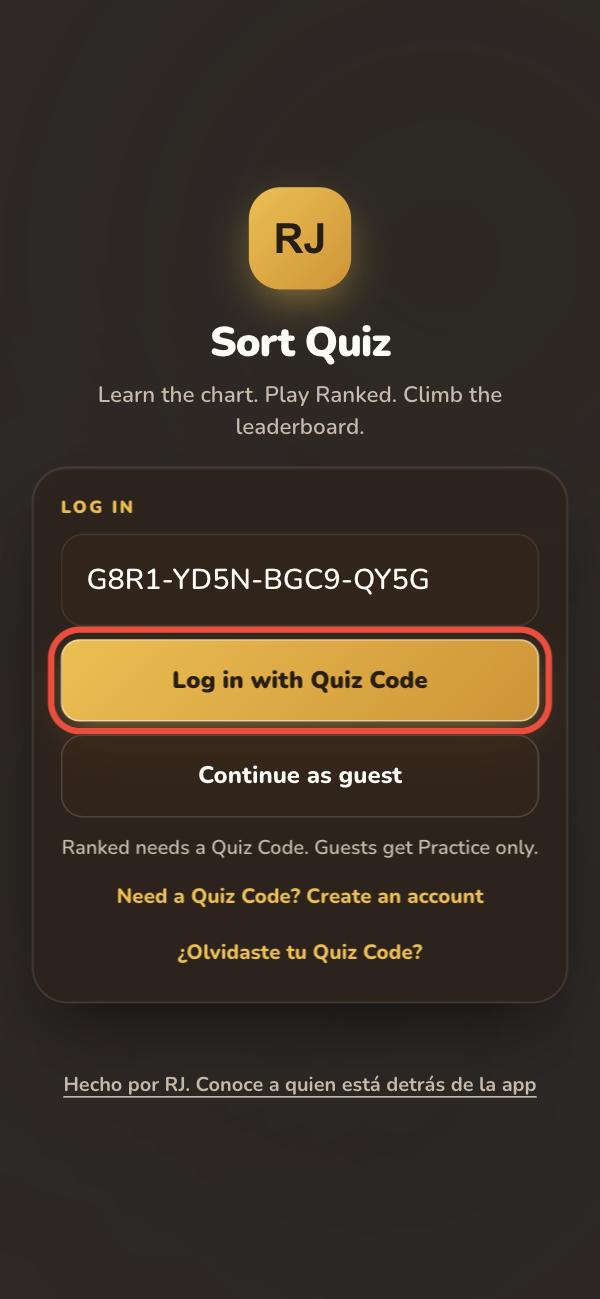 RJ
Sort Quiz
Learn the chart. Play Ranked. Climb the
leaderboard.
LOG IN
G8R1-YD5N-BGC9-QY5G
Log in with Quiz Code
Continue as guest
Ranked needs a Quiz Code. Guests get Practice only.
Need a Quiz Code? Create an account
¿Olvidaste tu Quiz Code?
Hecho por RJ. Conoce a quien está detrás de la app